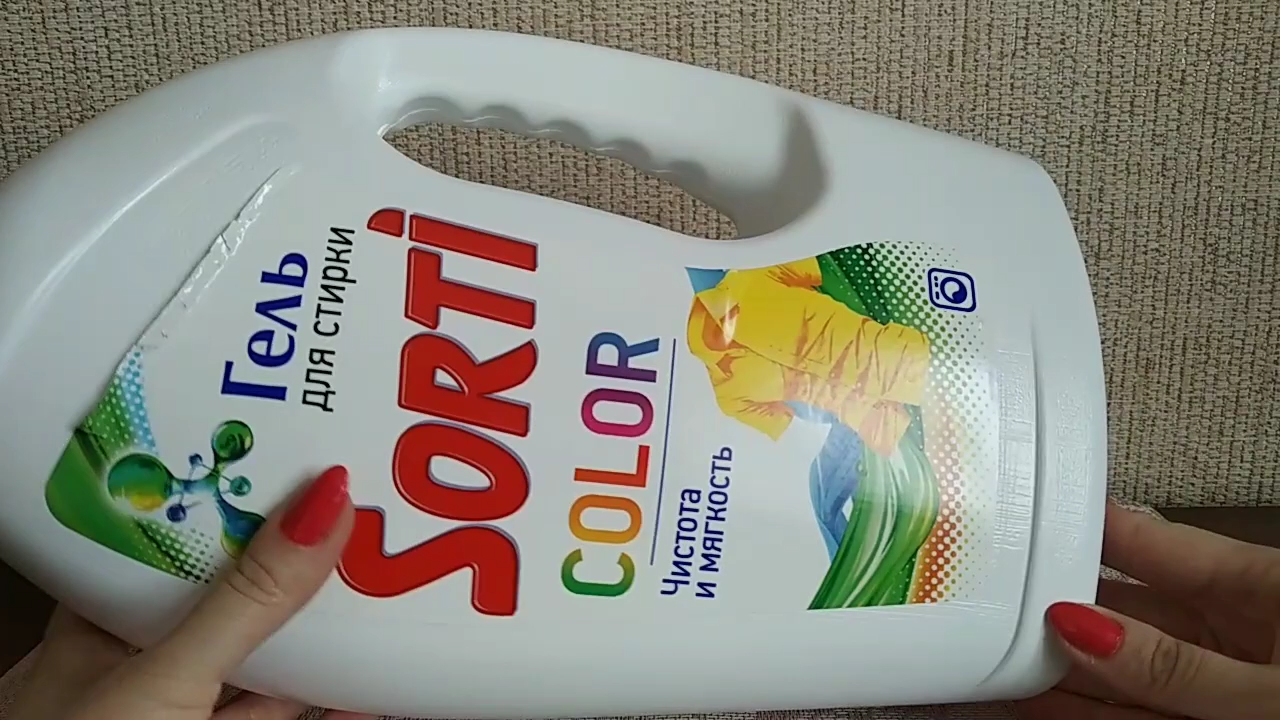 Гель
для стирки
Sorti
COLOR
Чистота
и мягкость